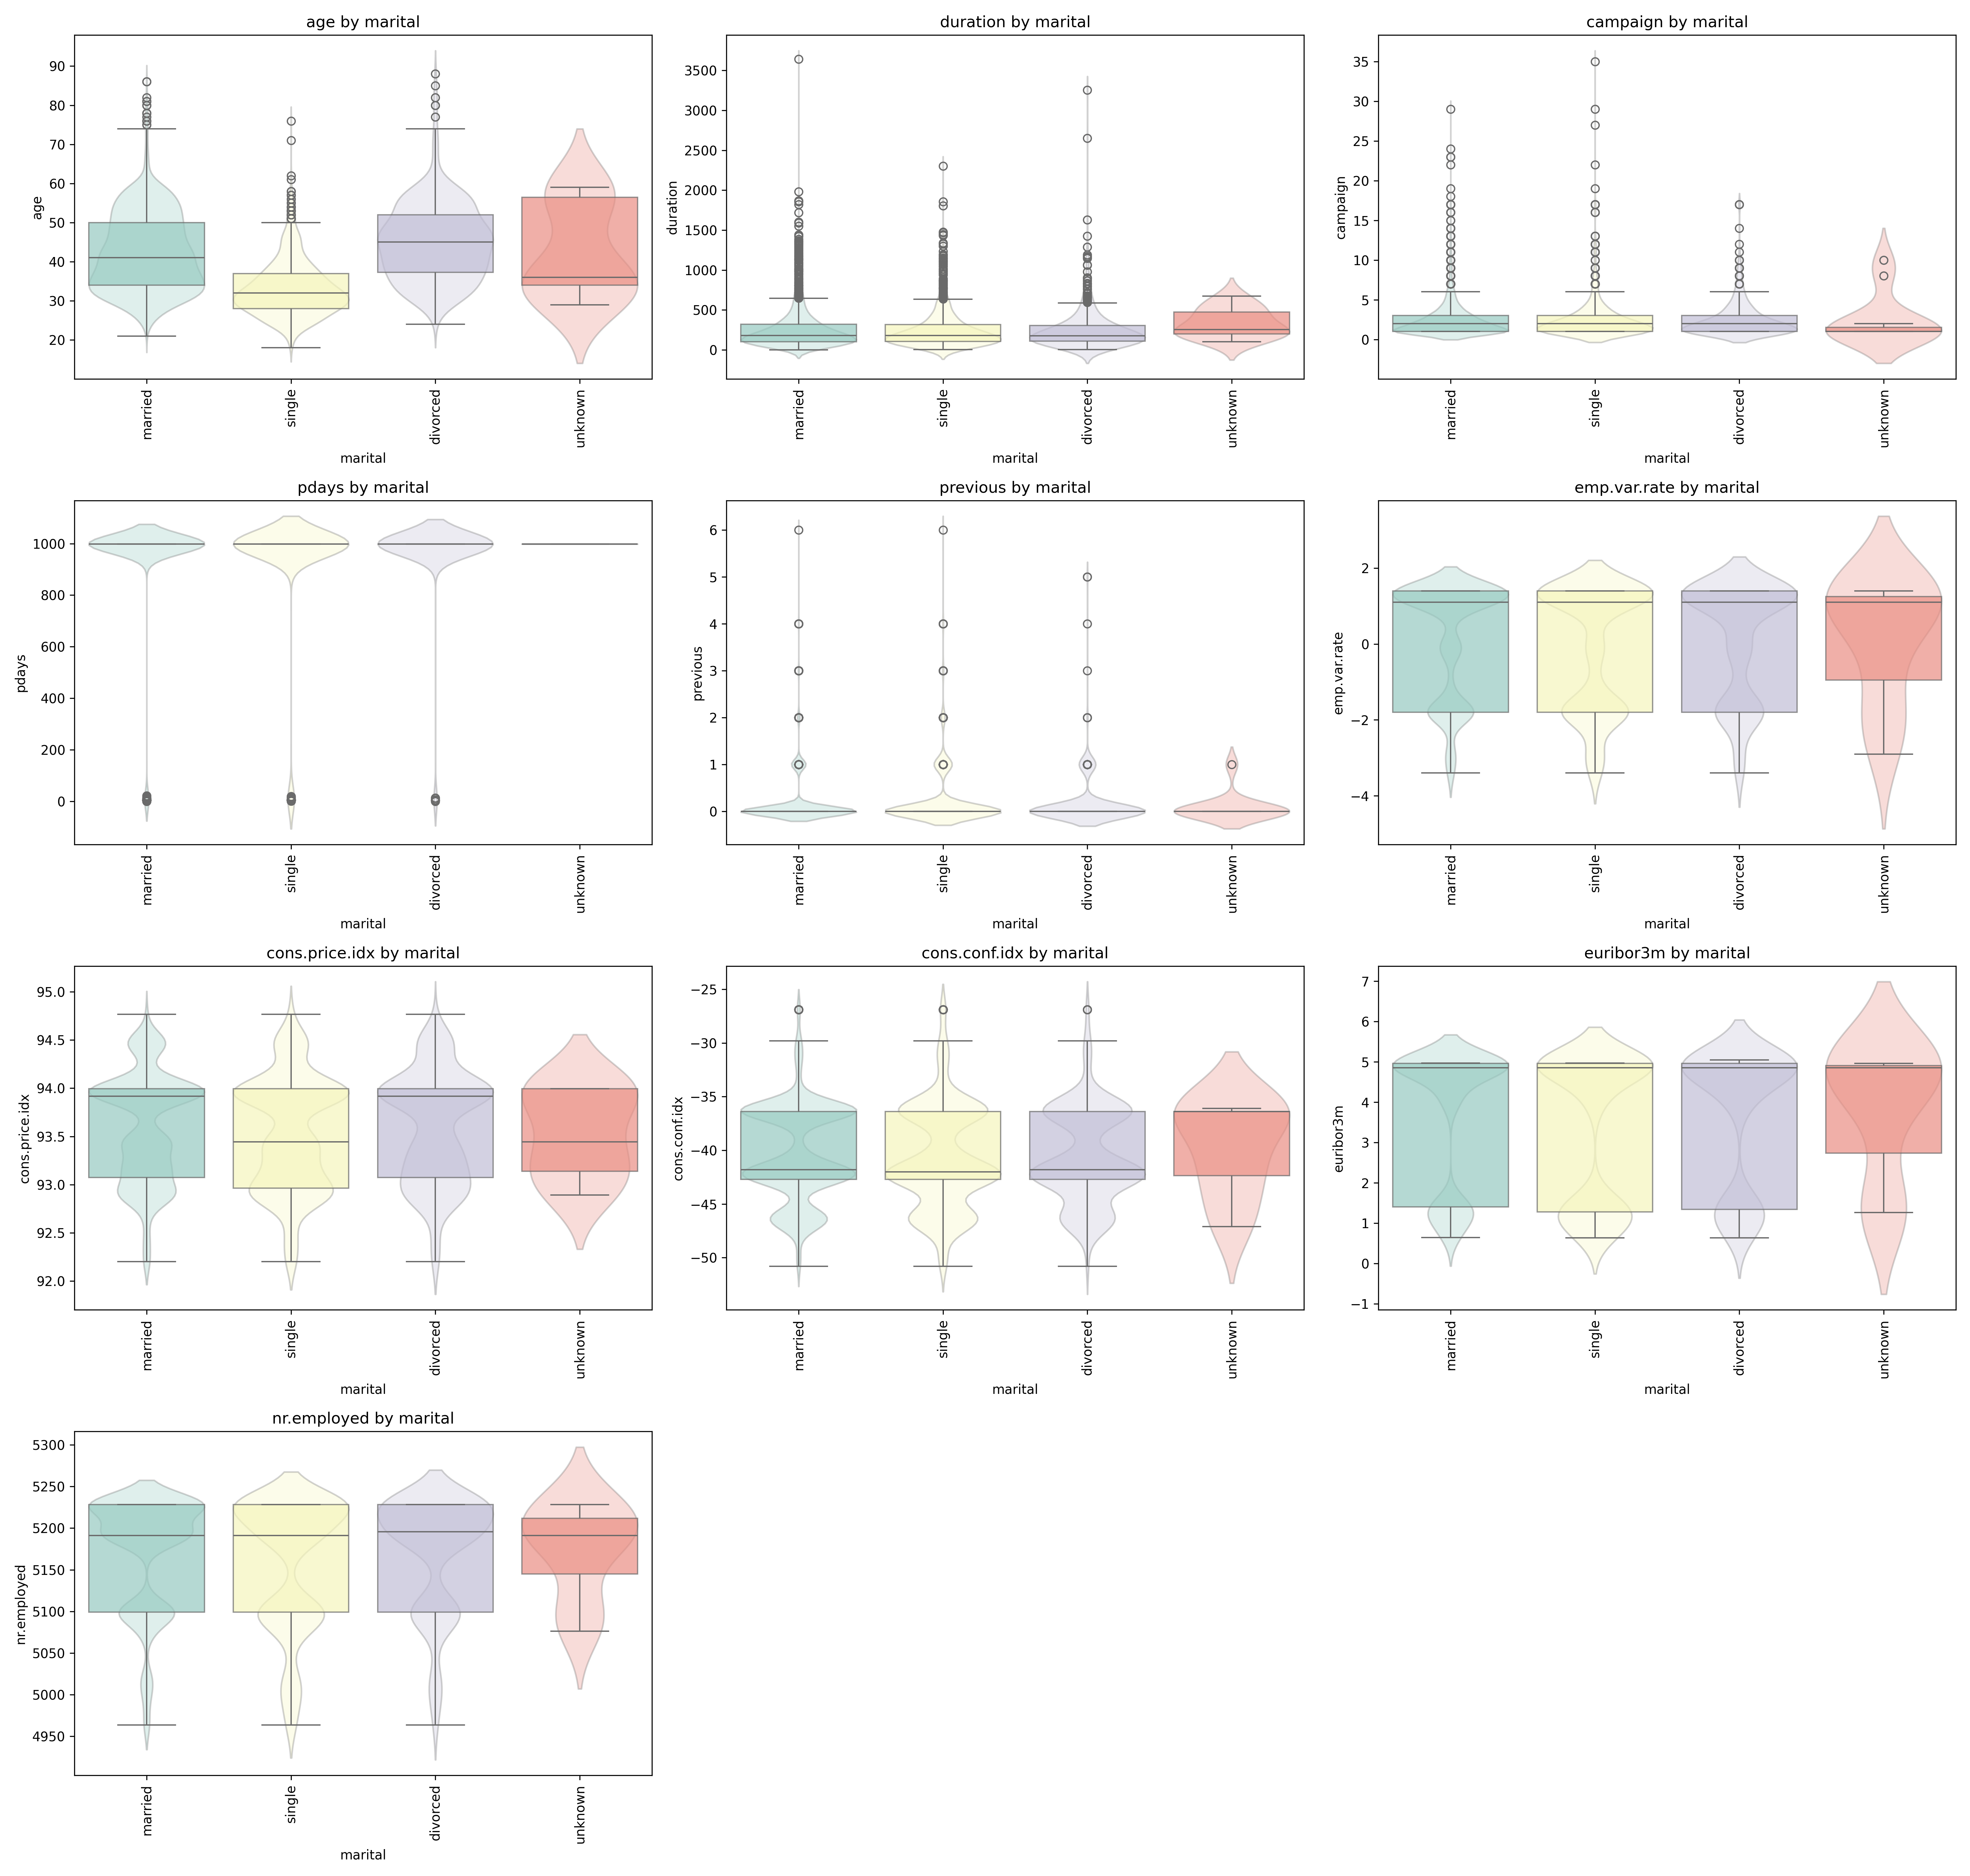 age by marital
duration by marital
campaign by marital
age
90
80
70
60
50
40
30
20
married
single
divorced
unknown
marital
duration
3500
3000
2500
2000
1500
1000
500
0
married
single
divorced
unknown
marital
campaign
35
30
25
20
15
10
5
0
married
single
divorced
unknown
marital
pdays by marital
previous by marital
emp.var.rate by marital
pdays
1000
800
600
400
200
0
married
single
divorced
unknown
marital
previous
6
5
4
3
2
1
0
married
single
divorced
unknown
marital
emp.var.rate
2
0
−2
−4
married
single
divorced
unknown
marital
cons.price.idx by marital
cons.conf.idx by marital
euribor3m by marital
cons.price.idx
95.0
94.5
94.0
93.5
93.0
92.5
92.0
married
single
divorced
unknown
marital
cons.conf.idx
−25
−30
−35
−40
−45
−50
married
single
divorced
unknown
marital
euribor3m
7
6
5
4
3
2
1
0
−1
married
single
divorced
unknown
marital
nr.employed by marital
nr.employed
5300
5250
5200
5150
5100
5050
5000
4950
married
single
divorced
unknown
marital